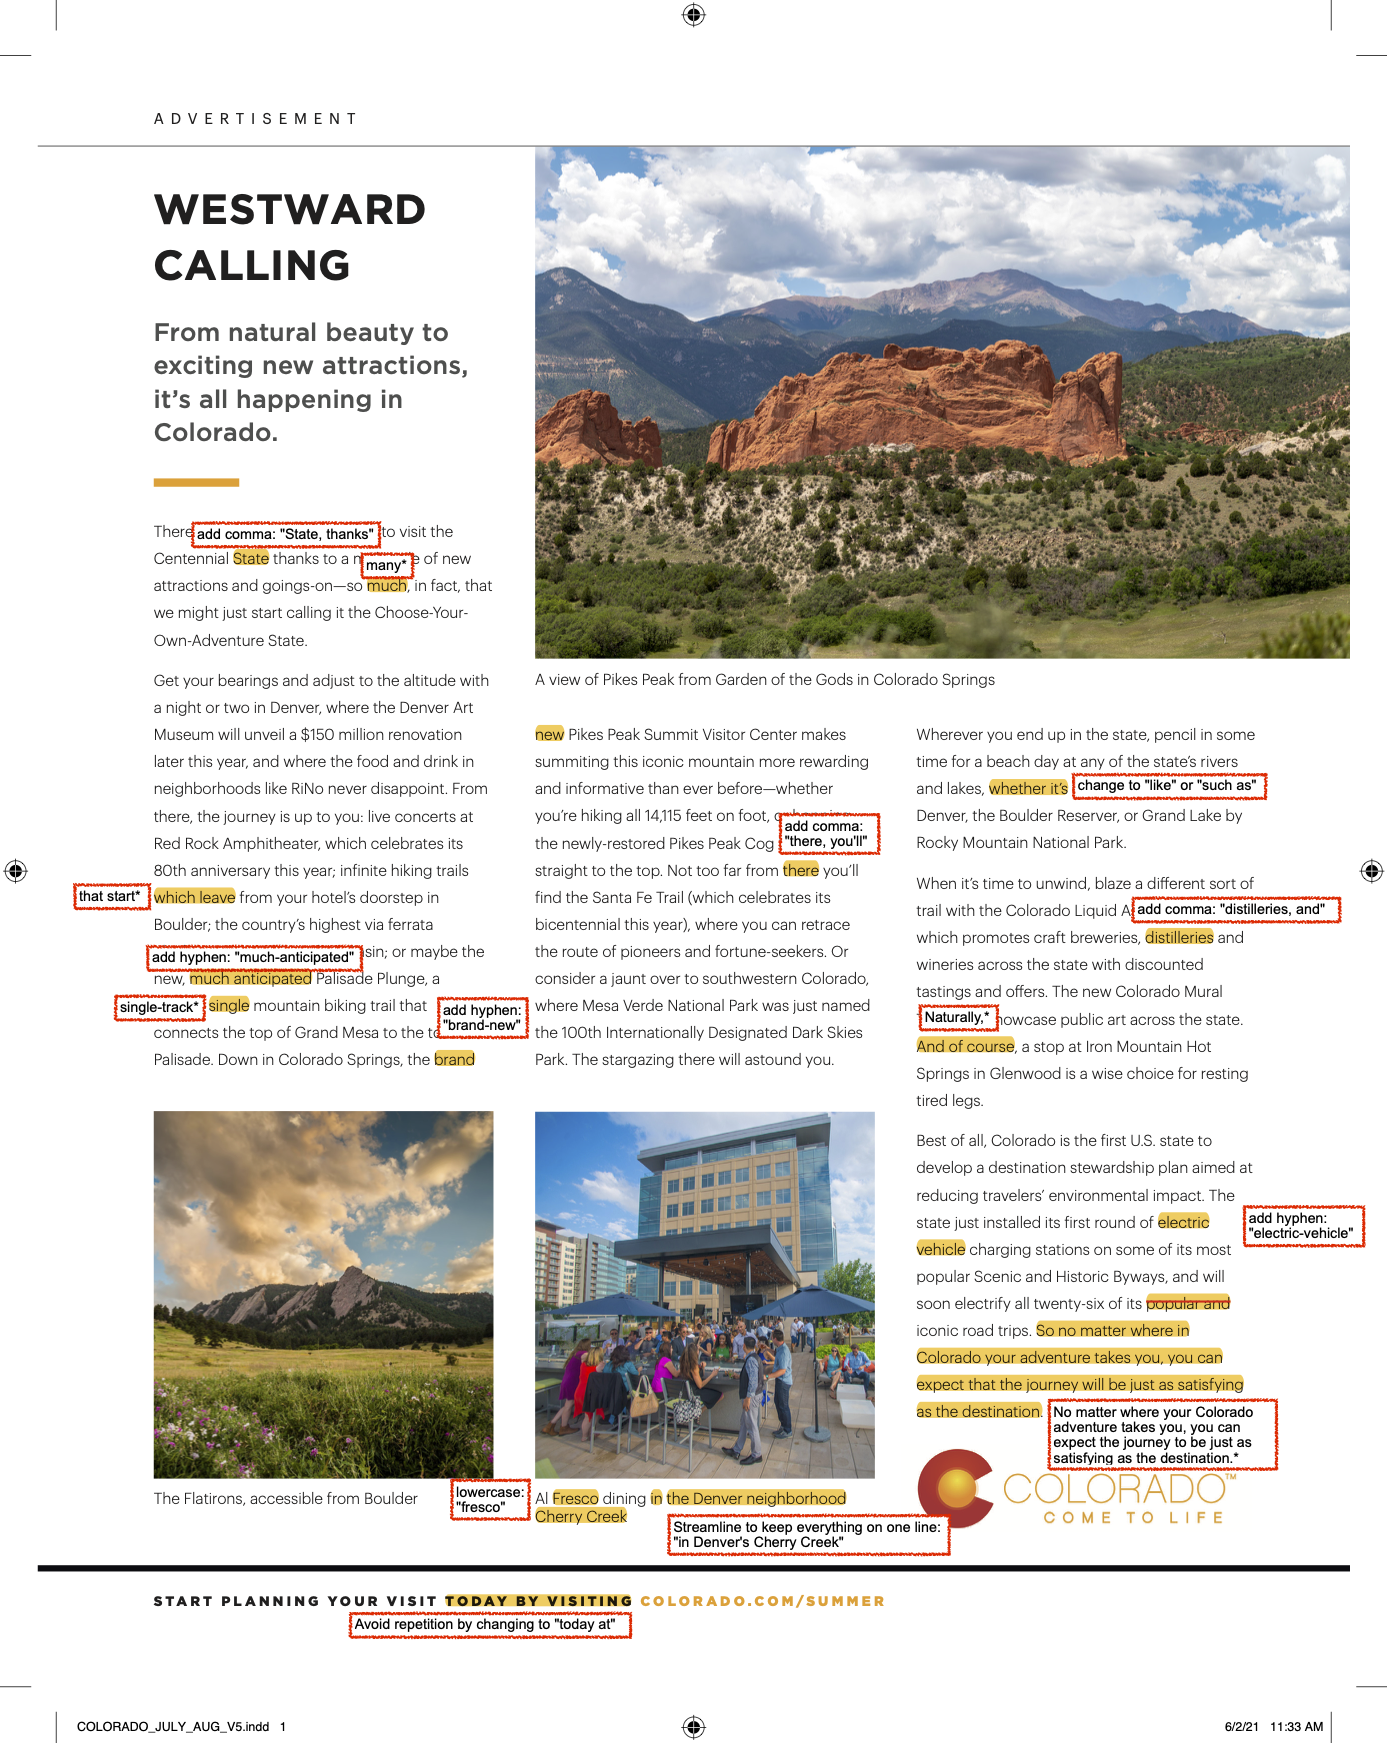 ADVERTISEMENT
WESTWARD
CALLING
From natural beauty to
exciting new attractions,
it's all happening in
Colorado.
There
add comma: "State, thanks"
to visit the
Centennial State thanks to a
many*
of new
attractions and goings-on—so much, in fact, that
we might just start calling it the Choose-Your-
Own-Adventure State.
Get your bearings and adjust to the altitude with
a night or two in Denver, where the Denver Art
Museum will unveil a $150 million renovation
later this year, and where the food and drink in
neighborhoods like RiNo never disappoint. From
there, the journey is up to you: live concerts at
Red Rock Amphitheater, which celebrates its
80th anniversary this year; infinite hiking trails
that start*
which leave from your hotel's doorstep in
Boulder; the country's highest via ferrata
add hyphen: "much-anticipated"
or maybe the
new, much anticipated Palisade Plunge, a
single-track*
single mountain biking trail that
add hyphen:
"brand-new"
connects the top of Grand Mesa to the
Palisade. Down in Colorado Springs, the brand
A view of Pikes Peak from Garden of the Gods in Colorado Springs
new Pikes Peak Summit Visitor Center makes
summiting this iconic mountain more rewarding
and informative than ever before—whether
you're hiking all 14,115 feet on foot,
add comma:
"there, you'll"
the newly-restored Pikes Peak Cog
straight to the top. Not too far from there you'll
find the Santa Fe Trail (which celebrates its
bicentennial this year), where you can retrace
the route of pioneers and fortune-seekers. Or
consider a jaunt over to southwestern Colorado,
where Mesa Verde National Park was just named
the 100th Internationally Designated Dark Skies
Park. The stargazing there will astound you.
Wherever you end up in the state, pencil in some
time for a beach day at any of the state's rivers
and lakes, whether it's
change to "like" or "such as"
Denver, the Boulder Reserver, or Grand Lake by
Rocky Mountain National Park.
When it's time to unwind, blaze a different sort of
trail with the Colorado Liquid
add comma: "distilleries, and"
which promotes craft breweries, distilleries and
wineries across the state with discounted
tastings and offers. The new Colorado Mural
Naturally,*
showcase public art across the state.
And of course, a stop at Iron Mountain Hot
Springs in Glenwood is a wise choice for resting
tired legs.
Best of all, Colorado is the first U.S. state to
develop a destination stewardship plan aimed at
reducing travelers' environmental impact. The
state just installed its first round of electric
add hyphen:
"electric-vehicle"
vehicle charging stations on some of its most
popular Scenic and Historic Byways, and will
soon electrify all twenty-six of its popular and
iconic road trips. So no matter where in
Colorado your adventure takes you, you can
expect that the journey will be just as satisfying
as the destination.
No matter where your Colorado
adventure takes you, you can
expect the journey to be just as
satisfying as the destination.*
COLORADO™
COME TO LIFE
The Flatirons, accessible from Boulder
lowercase:
"fresco"
Al Fresco dining in the Denver neighborhood
Cherry Creek
Streamline to keep everything on one line:
"in Denver's Cherry Creek"
START PLANNING YOUR VISIT TODAY BY VISITING COLORADO.COM/SUMMER
Avoid repetition by changing to "today at"
COLORADO_JULY_AUG_V5.indd 1
6/2/21 11:33 AM